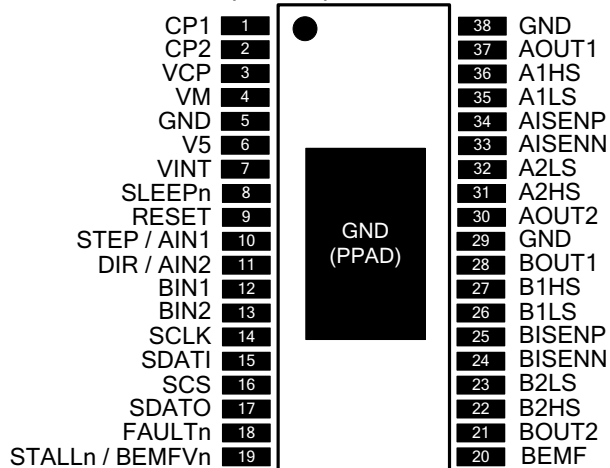 CP1 1 38 GND
CP2 2 37 AOUT1
VCP 3 36 A1HS
VM 4 35 A1LS
GND 5 34 AISENP
V5 6 33 AISENN
VINT 7 32 A2LS
SLEEPn 8 31 A2HS
RESET 9 30 AOUT2
STEP / AIN1 10 29 GND
DIR / AIN2 11 28 BOUT1
BIN1 12 27 B1HS
BIN2 13 26 B1LS
SCLK 14 25 BISENP
SDATI 15 24 BISENN
SCS 16 23 B2LS
SDATO 17 22 B2HS
FAULTn 18 21 BOUT2
STALLn / BEMFVn 19 20 BEMF
GND
(PPAD)